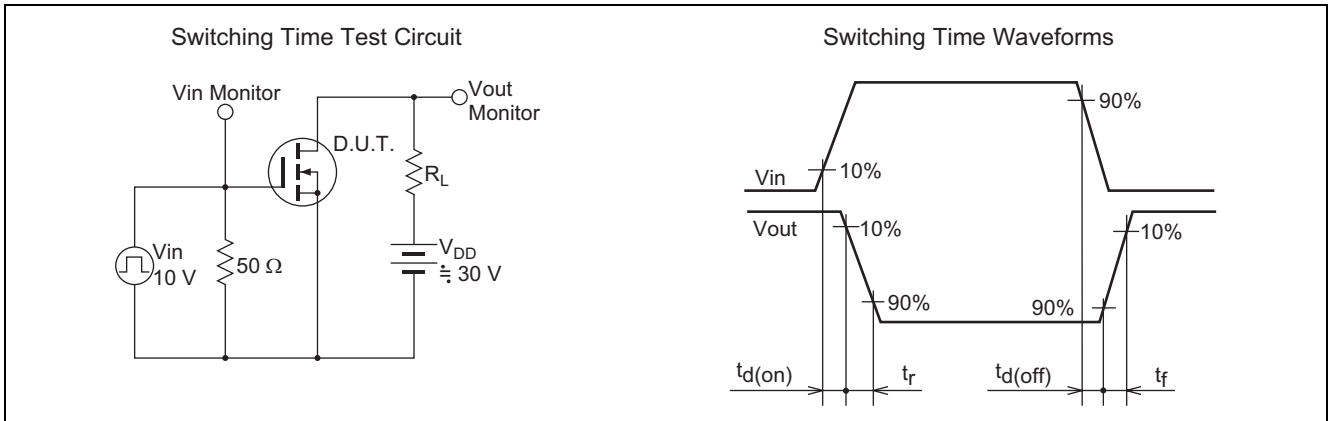 Switching Time Test Circuit
Vin Monitor
Vout
Monitor
D.U.T.
RL
Vin
10 V
50 Ω
VDD
≒ 30 V
Switching Time Waveforms
Vin
10%
90%
Vout
10%
90%
90%
10%
td(on)
tr
td(off)
tf